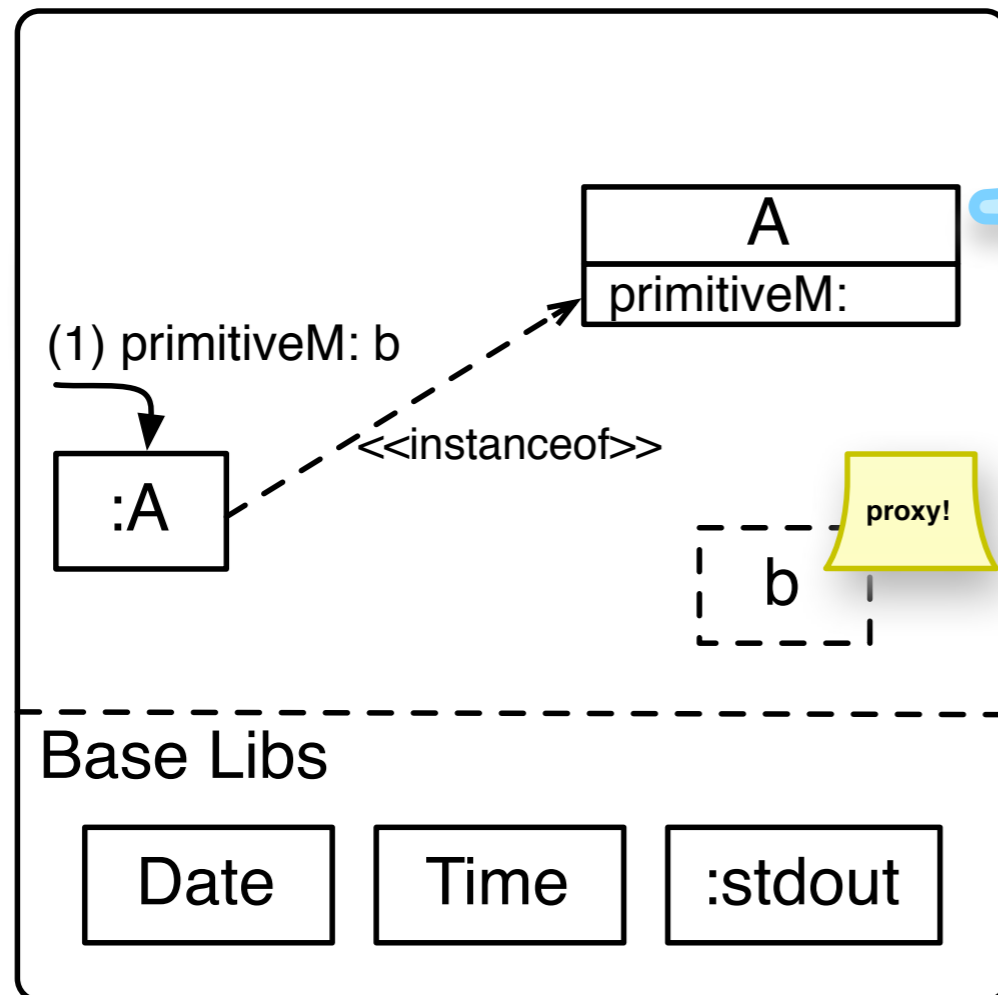 A
primitiveM:
(1) primitiveM: b
<<instanceof>>
:A
proxy!
b
Base Libs
Date
Time
:stdout